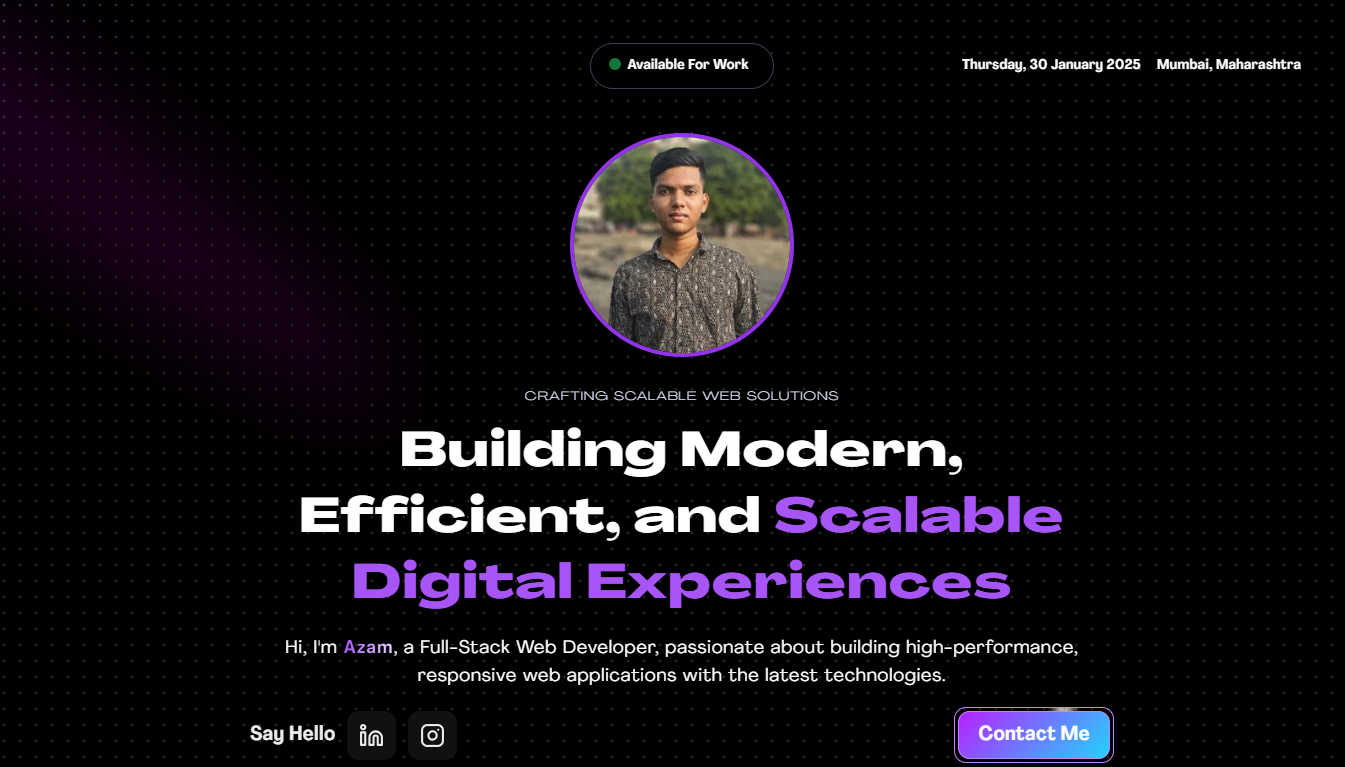 Available For Work
Thursday, 30 January 2025 Mumbai, Maharashtra
CRAFTING SCALABLE WEB SOLUTIONS
Building Modern,
Efficient, and Scalable
Digital Experiences
Hi, I'm Azam, a Full-Stack Web Developer, passionate about building high-performance,
responsive web applications with the latest technologies.
Say Hello
Contact Me